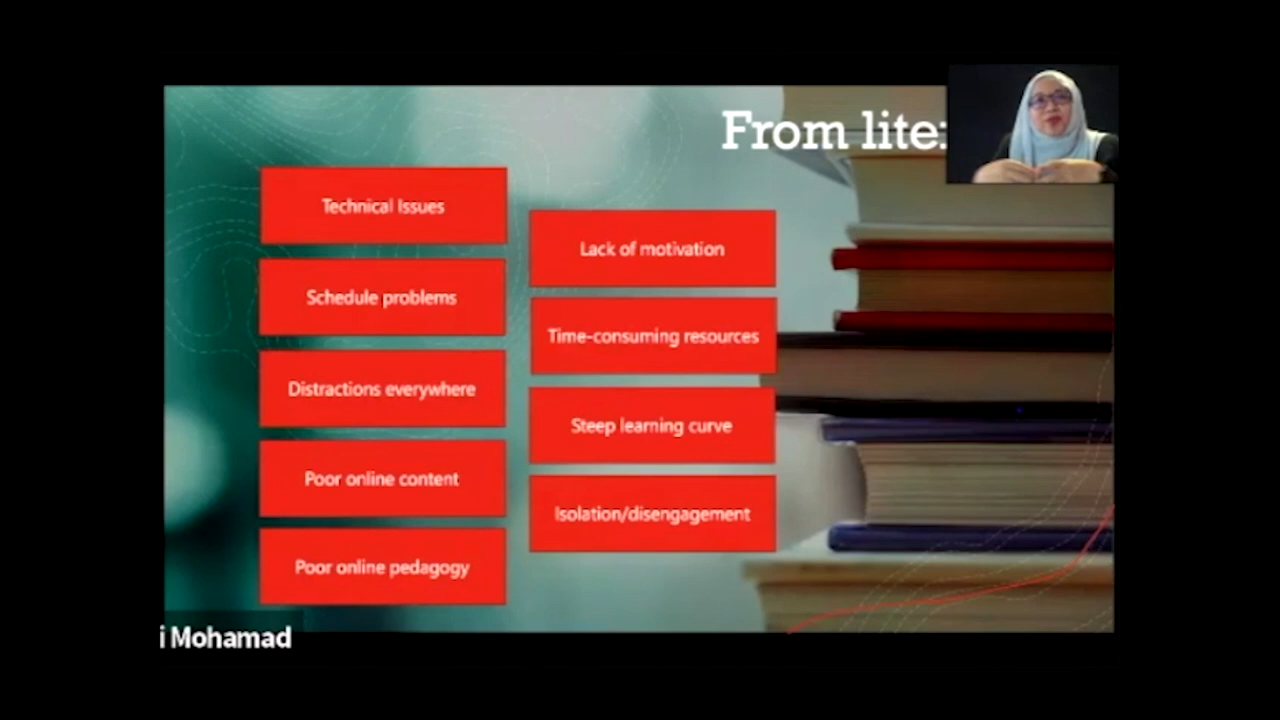 From lite
Technical Issues
Schedule problems
Distractions everywhere
Poor online content
Poor online pedagogy
Lack of motivation
Time-consuming resources
Steep learning curve
Isolation/disengagement
i Mohamad